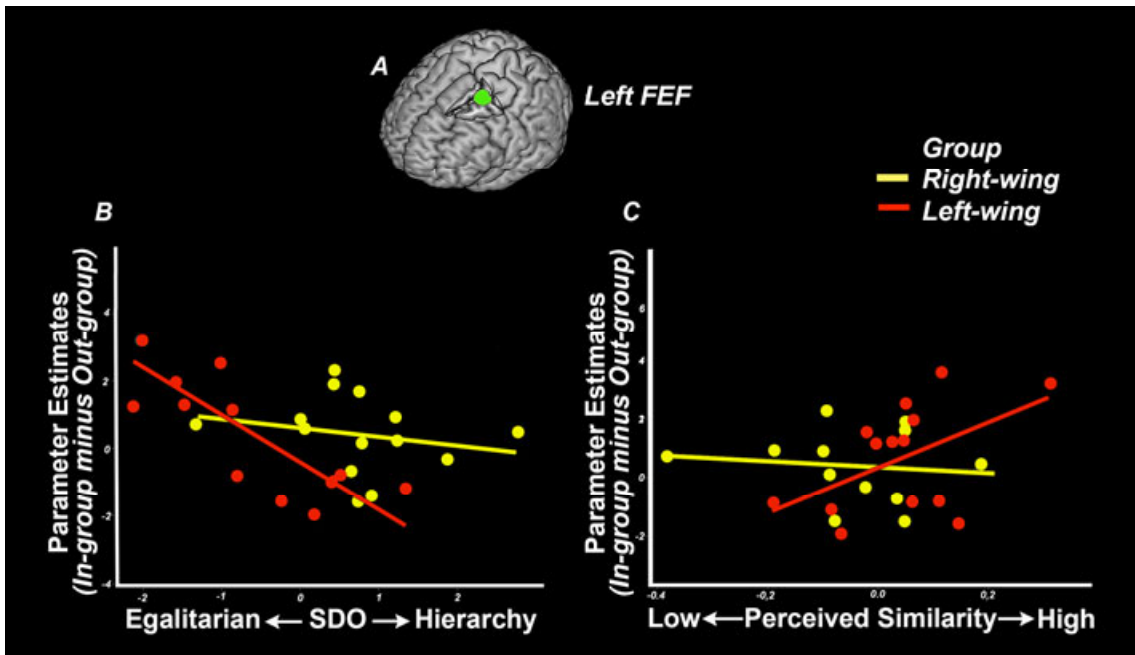 A
Left FEF
Group
Right-wing
Left-wing
B
Parameter Estimates
(In-group minus Out-group)
4
2
0
-2
-4
-2
-1
0
1
2
Egalitarian ← SDO → Hierarchy
C
Parameter Estimates
(In-group minus Out-group)
6
4
2
0
-2
-0.4
-0,2
0.0
0,2
Low ← Perceived Similarity → High